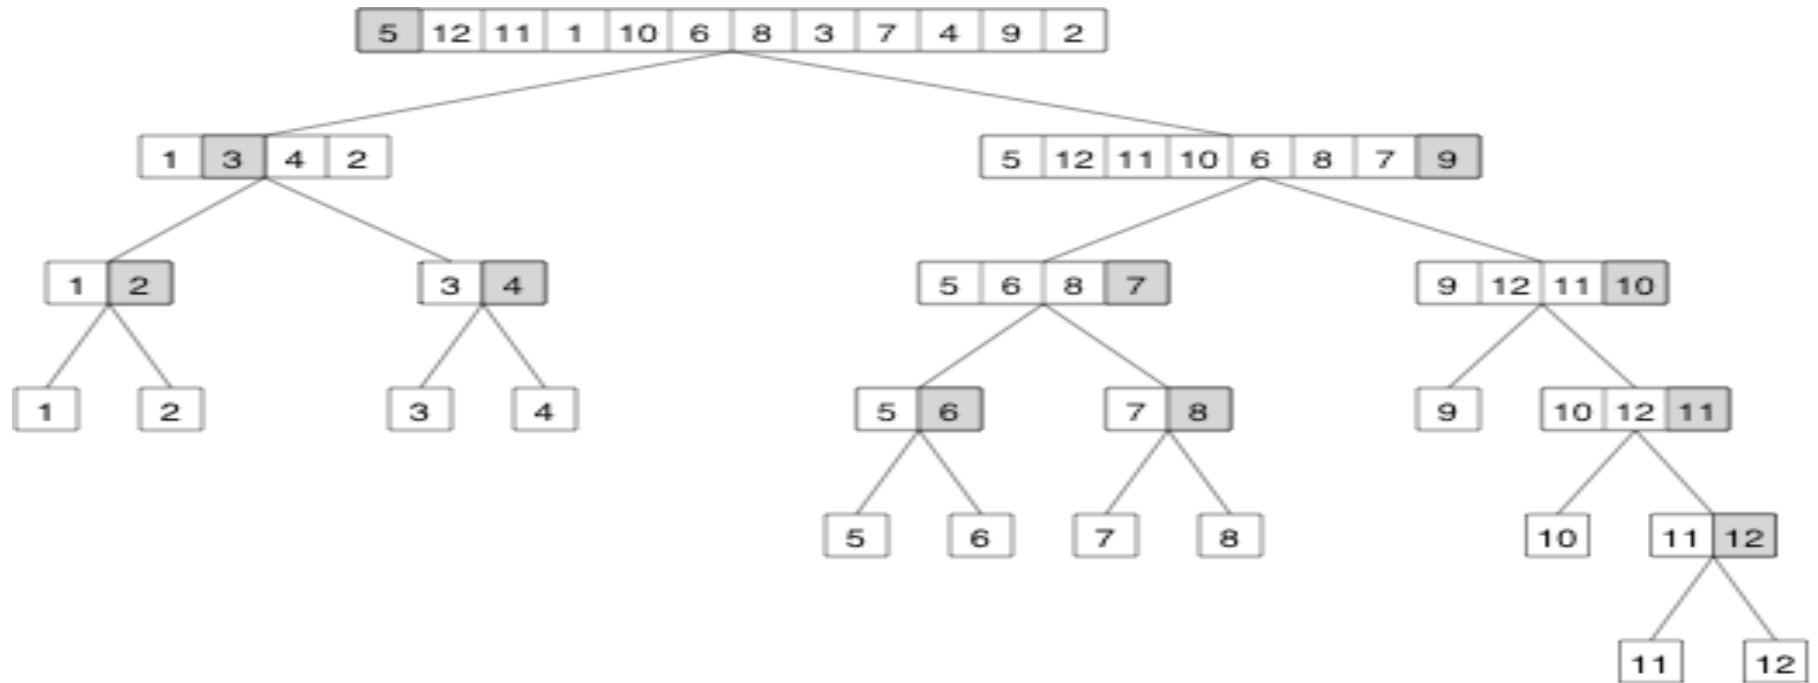 5 12 11 1 10 6 8 3 7 4 9 2
1 3 4 2 5 12 11 10 6 8 7 9
1 2 3 4 5 6 8 7 9 12 11 10
1 2 3 4 5 6 7 8 9 10 12 11
5 6 7 8 10 11 12
11 12